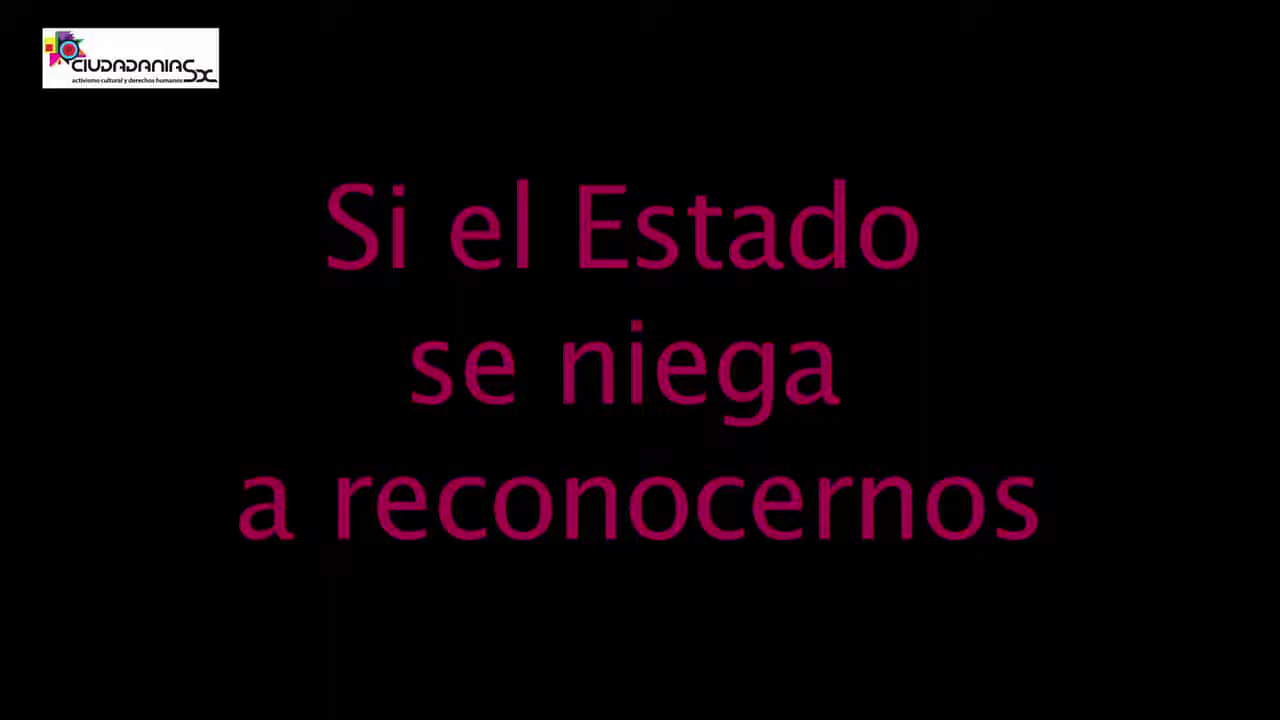 CIUDADANIASX
activismo cultural y derechos humanos
Si el Estado
se niega
a reconocernos